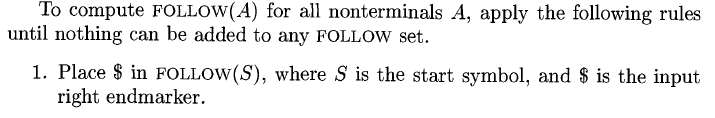 To compute FOLLOW(A) for all nonterminals A, apply the following rules
until nothing can be added to any FOLLOW set.
1. Place $ in FOLLOW(S), where S is the start symbol, and $ is the input
right endmarker.